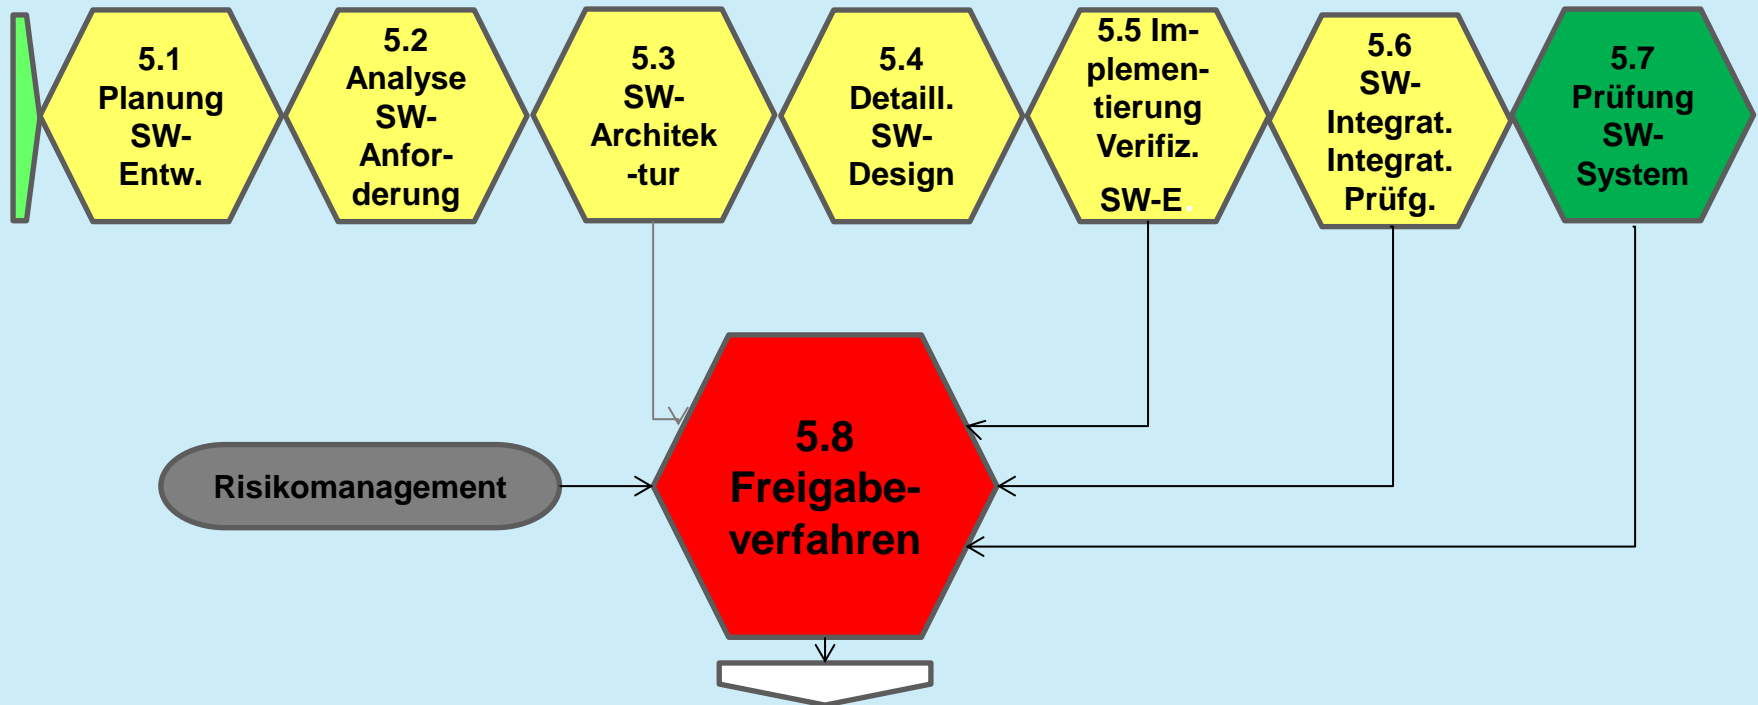 5.1
Planung
SW-
Entw.
5.2
Analyse
SW-
Anfor-
derung
5.3
SW-
Architek
-tur
5.4
Detaill.
SW-
Design
5.5 Im-
plemen-
tierung
Verifiz.
SW-E.
5.6
SW-
Integrat.
Integrat.
Prüfg.
5.7
Prüfung
SW-
System
Risikomanagement
5.8
Freigabe-
verfahren